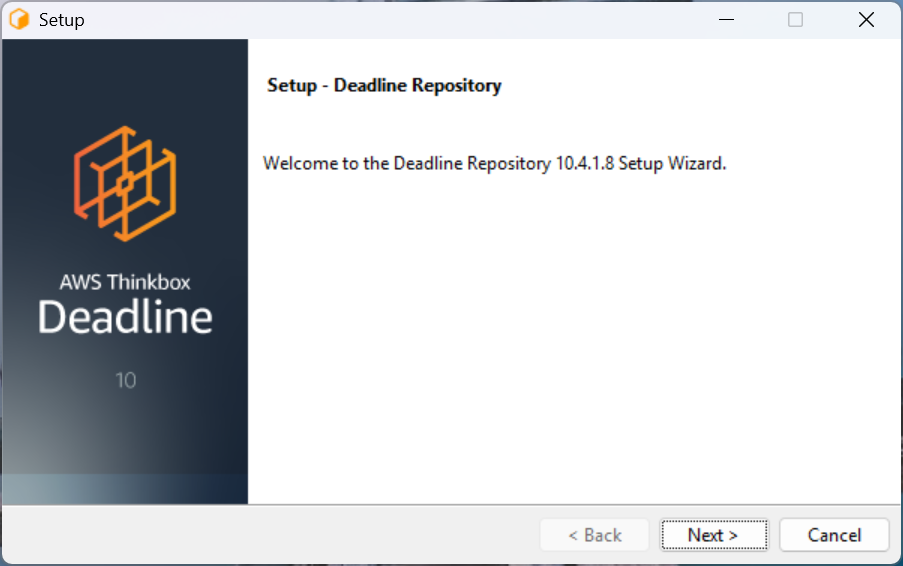 Setup
Setup - Deadline Repository
Welcome to the Deadline Repository 10.4.1.8 Setup Wizard.
AWS Thinkbox
Deadline
10
< Back
Next >
Cancel